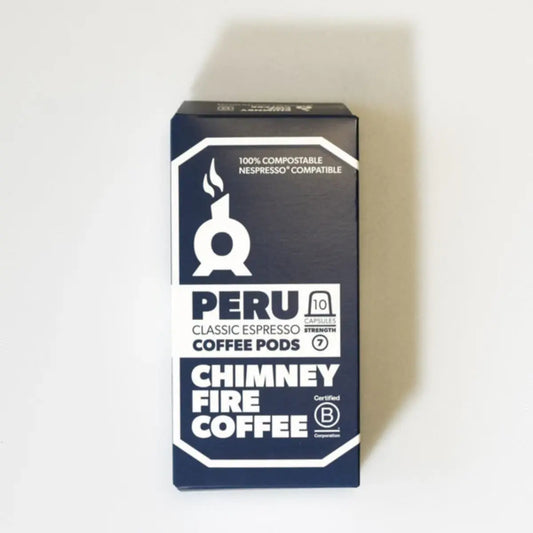 100% COMPOSTABLE
NESPRESSO® COMPATIBLE
PERU
10
CAPSULES
CLASSIC ESPRESSO
STRENGTH
COFFEE PODS
7
CHIMNEY
FIRE
COFFEE
Certified
B
Corporation